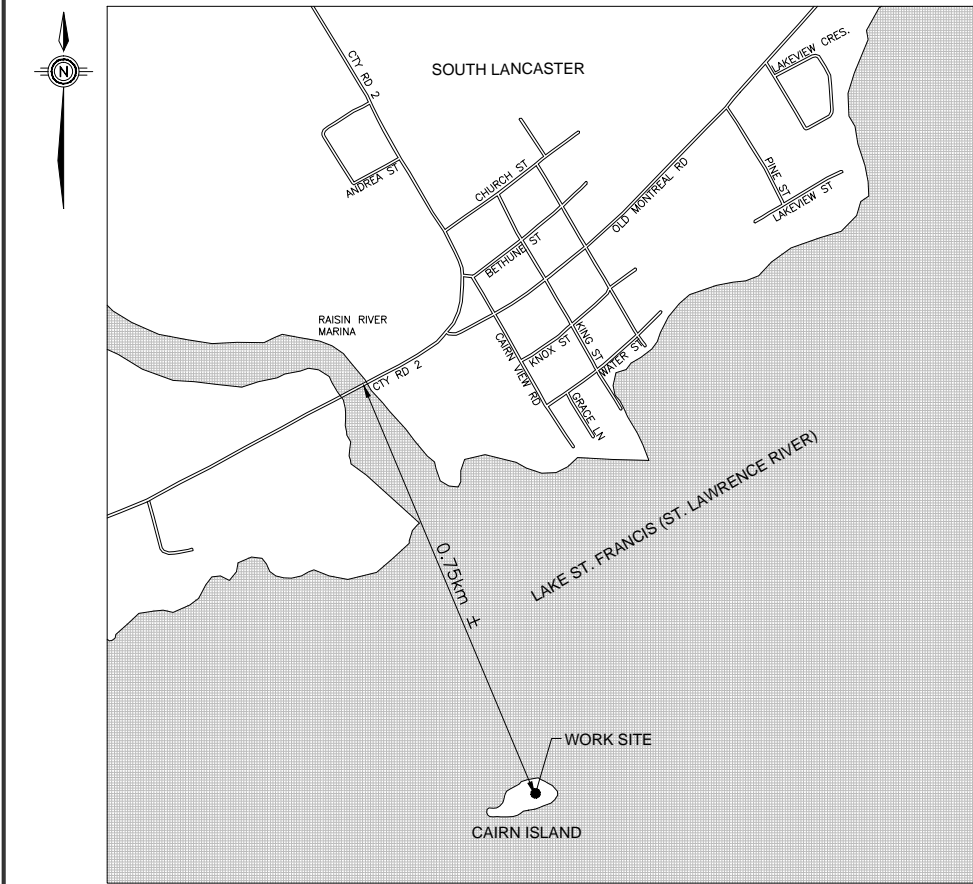 N
SOUTH LANCASTER
CTY RD 2
LAKEVIEW CRES.
ANDREA ST
CHURCH ST
OLD MONTREAL RD
PINE ST
LAKEVIEW ST
BETHUNE ST
RAISIN RIVER
MARINA
CTY RD 2
CAIRN VIEW RD
KNOX ST
KING ST
WATER ST
GRACE LN
LAKE ST. FRANCIS (ST. LAWRENCE RIVER)
0.75km ±
WORK SITE
CAIRN ISLAND